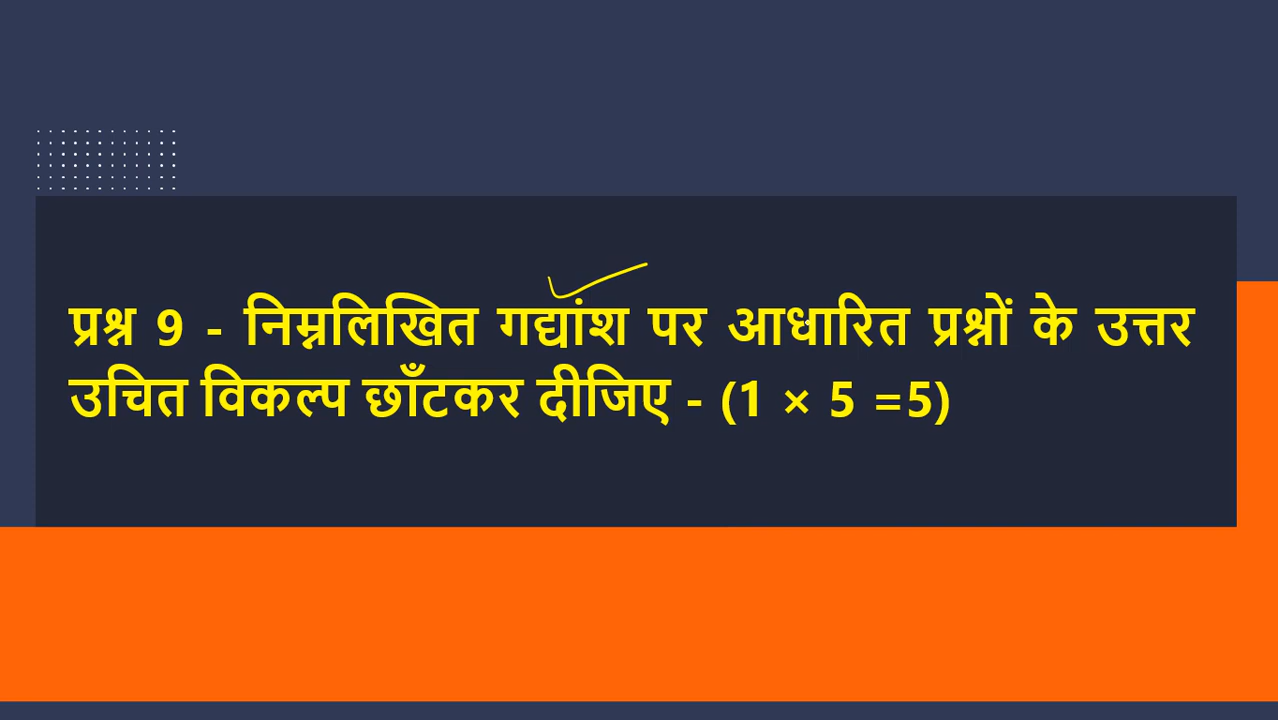 प्रश्न 9 - निम्नलिखित गद्यांश पर आधारित प्रश्नों के उत्तर
उचित विकल्प छाँटकर दीजिए - (1 × 5 =5)